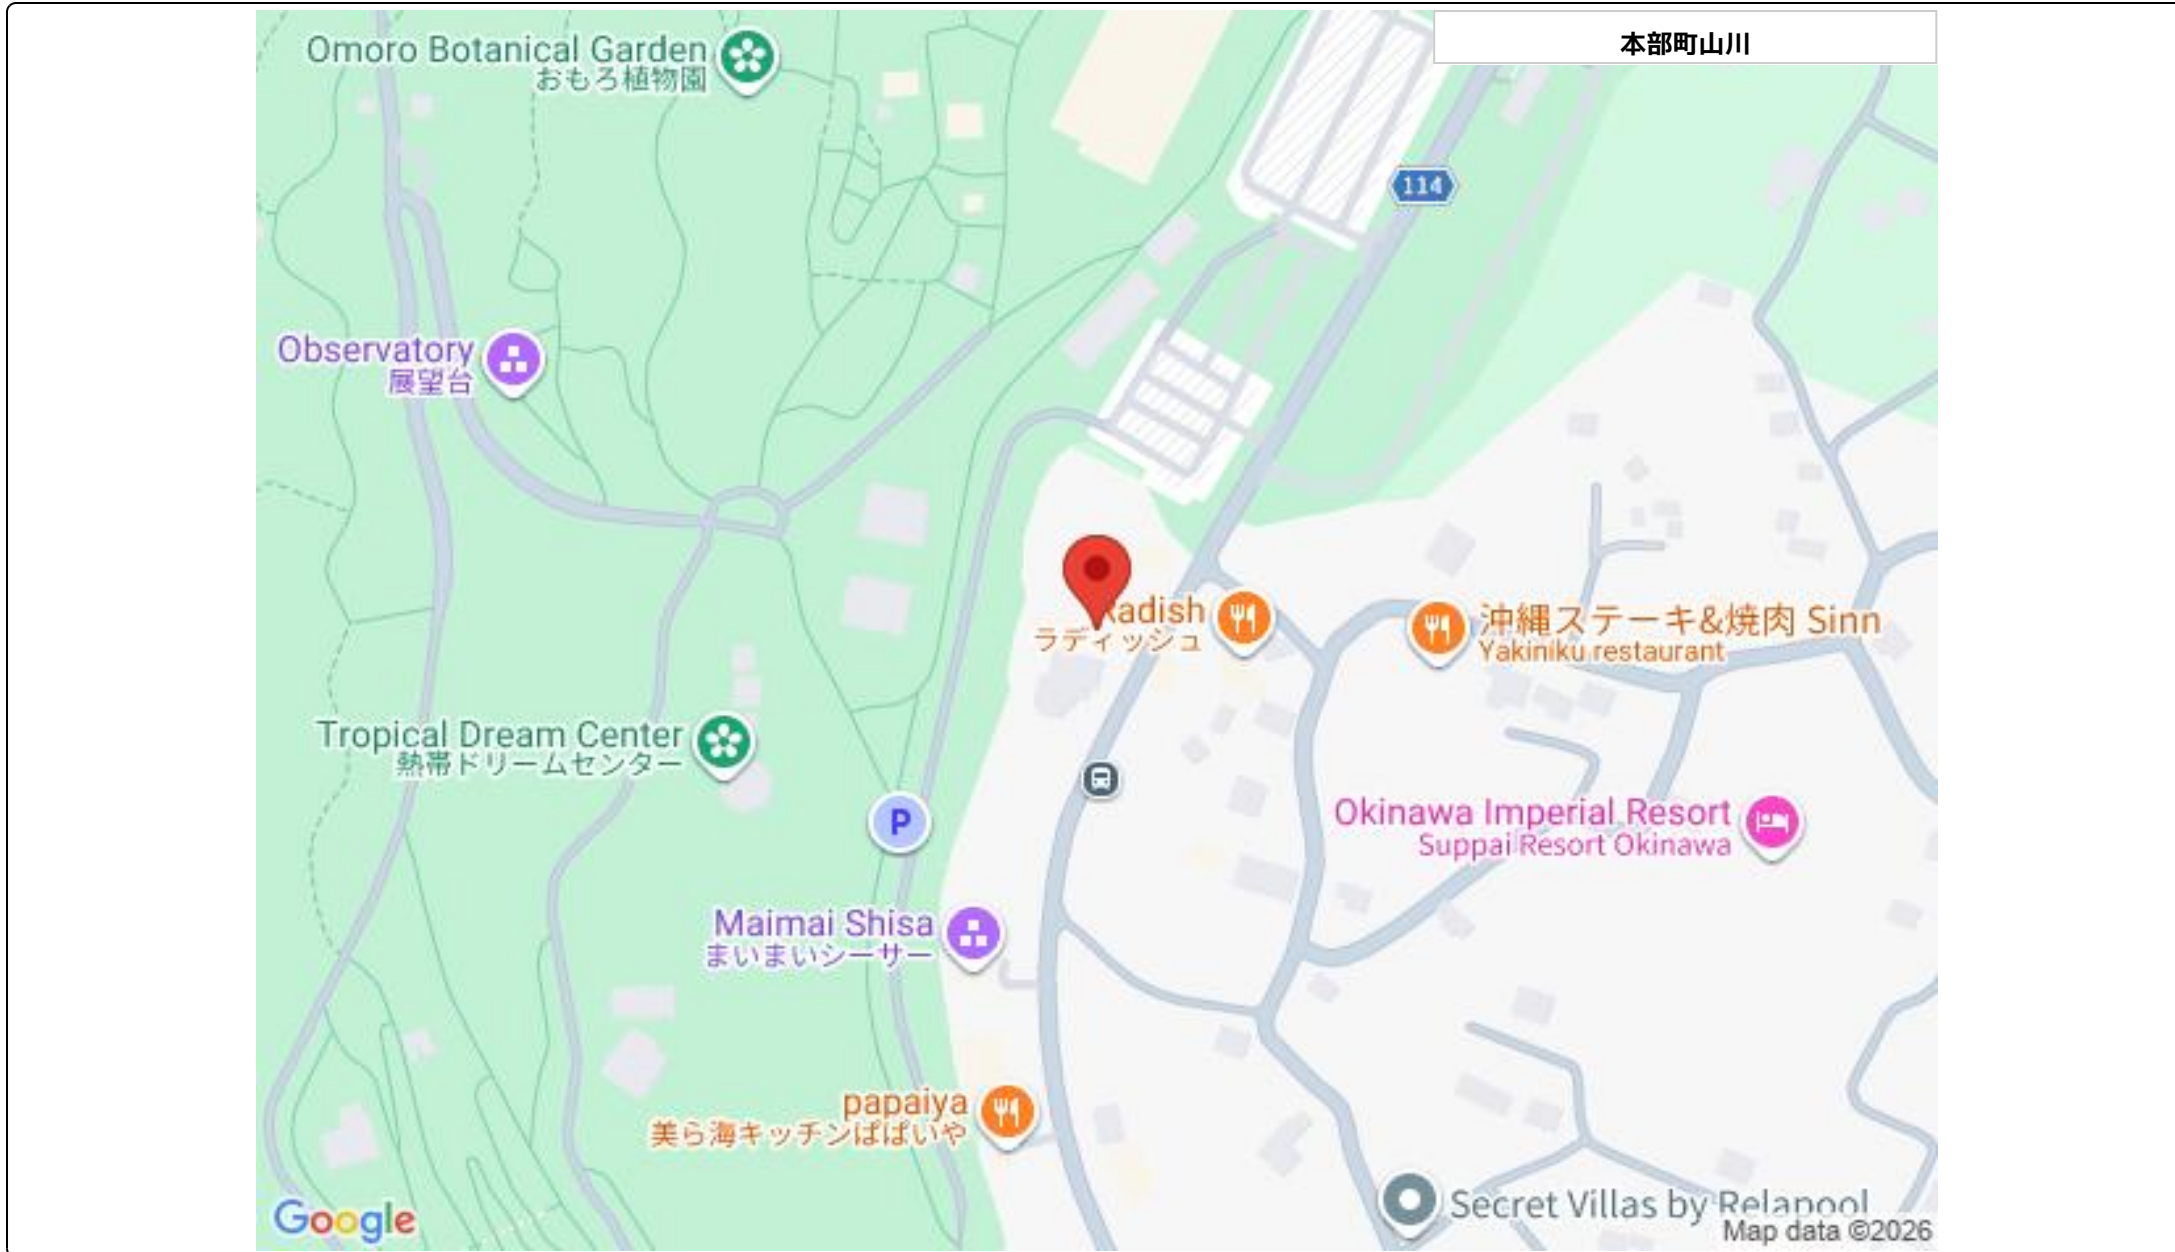 本部町山川
Omoro Botanical Garden
おもろ植物園
114
Observatory
展望台
Radish
ラディッシュ
沖縄ステーキ&焼肉 Sinn
Yakiniku restaurant
Tropical Dream Center
熱帯ドリームセンター
P
Okinawa Imperial Resort
Suppai Resort Okinawa
Maimai Shisa
まいまいシーサー
papaiya
美ら海キッチンぱぱいや
Secret Villas by Relapool
Google
Map data ©2026